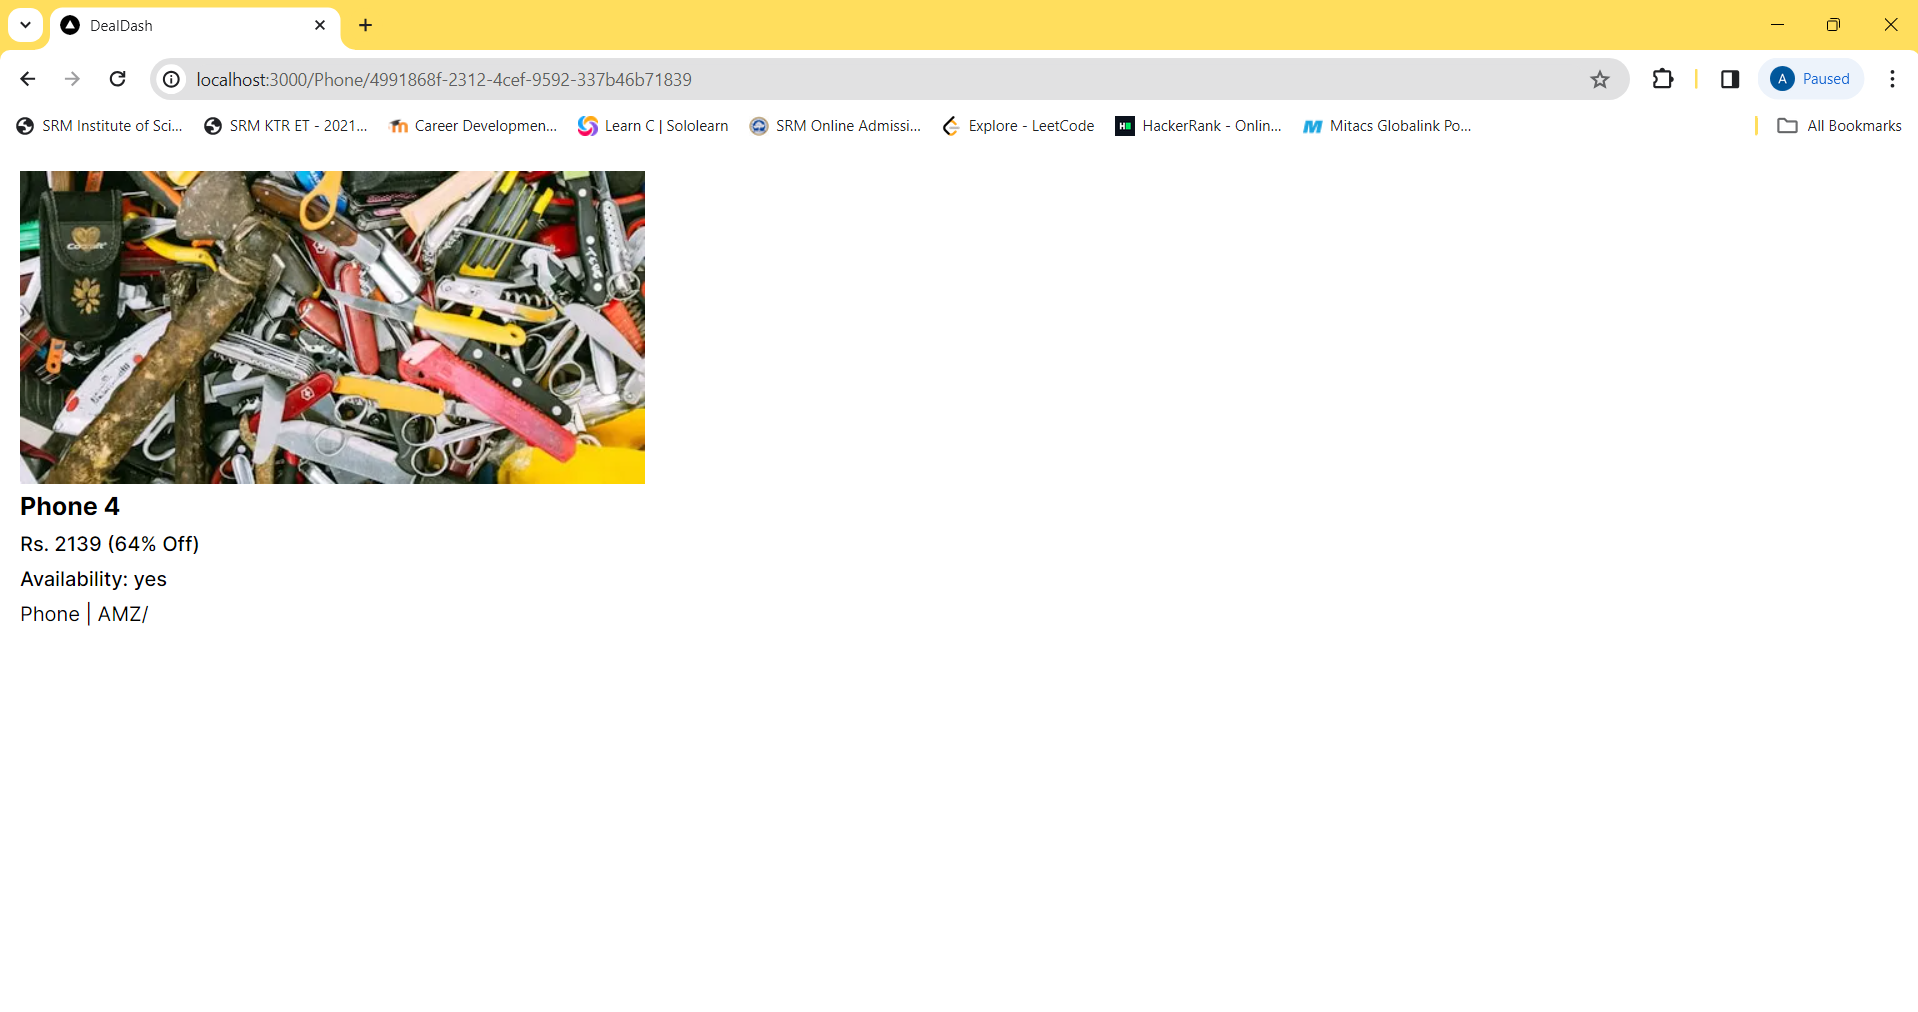 DealDash
localhost:3000/Phone/4991868f-2312-4cef-9592-337b46b71839
A Paused
SRM Institute of Sci...
SRM KTR ET - 2021...
Career Developmen...
Learn C | Sololearn
SRM Online Admissi...
Explore - LeetCode
HackerRank - Onlin...
Mitacs Globalink Po...
All Bookmarks
Phone 4
Rs. 2139 (64% Off)
Availability: yes
Phone | AMZ/